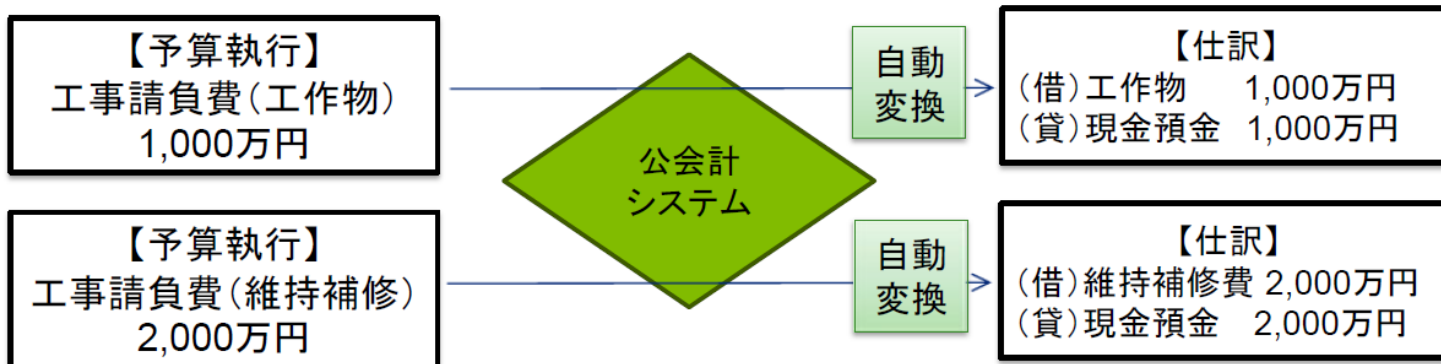 【予算執行】
工事請負費(工作物)
1,000万円
自動
変換
【仕訳】
(借)工作物 1,000万円
(貸)現金預金 1,000万円
公会計
システム
【予算執行】
工事請負費(維持補修)
2,000万円
自動
変換
【仕訳】
(借)維持補修費 2,000万円
(貸)現金預金 2,000万円